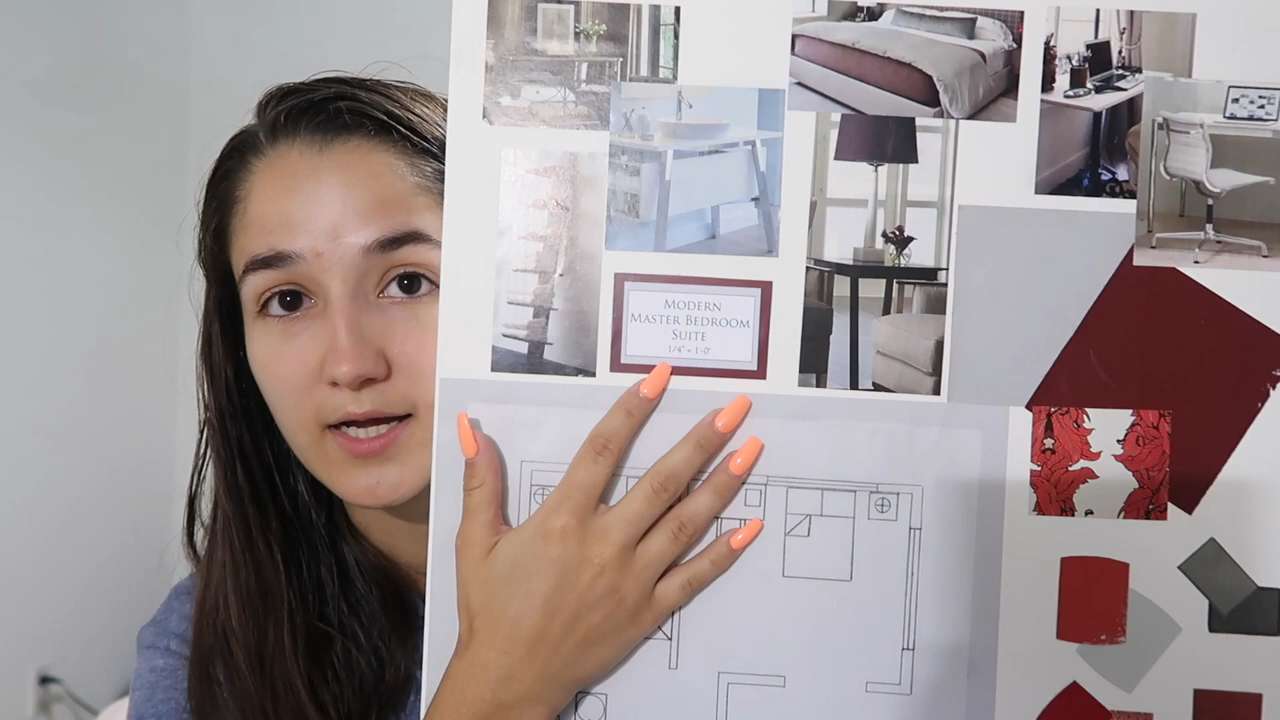 MODERN
MASTER BEDROOM
SUITE
1/4" = 1'-0"